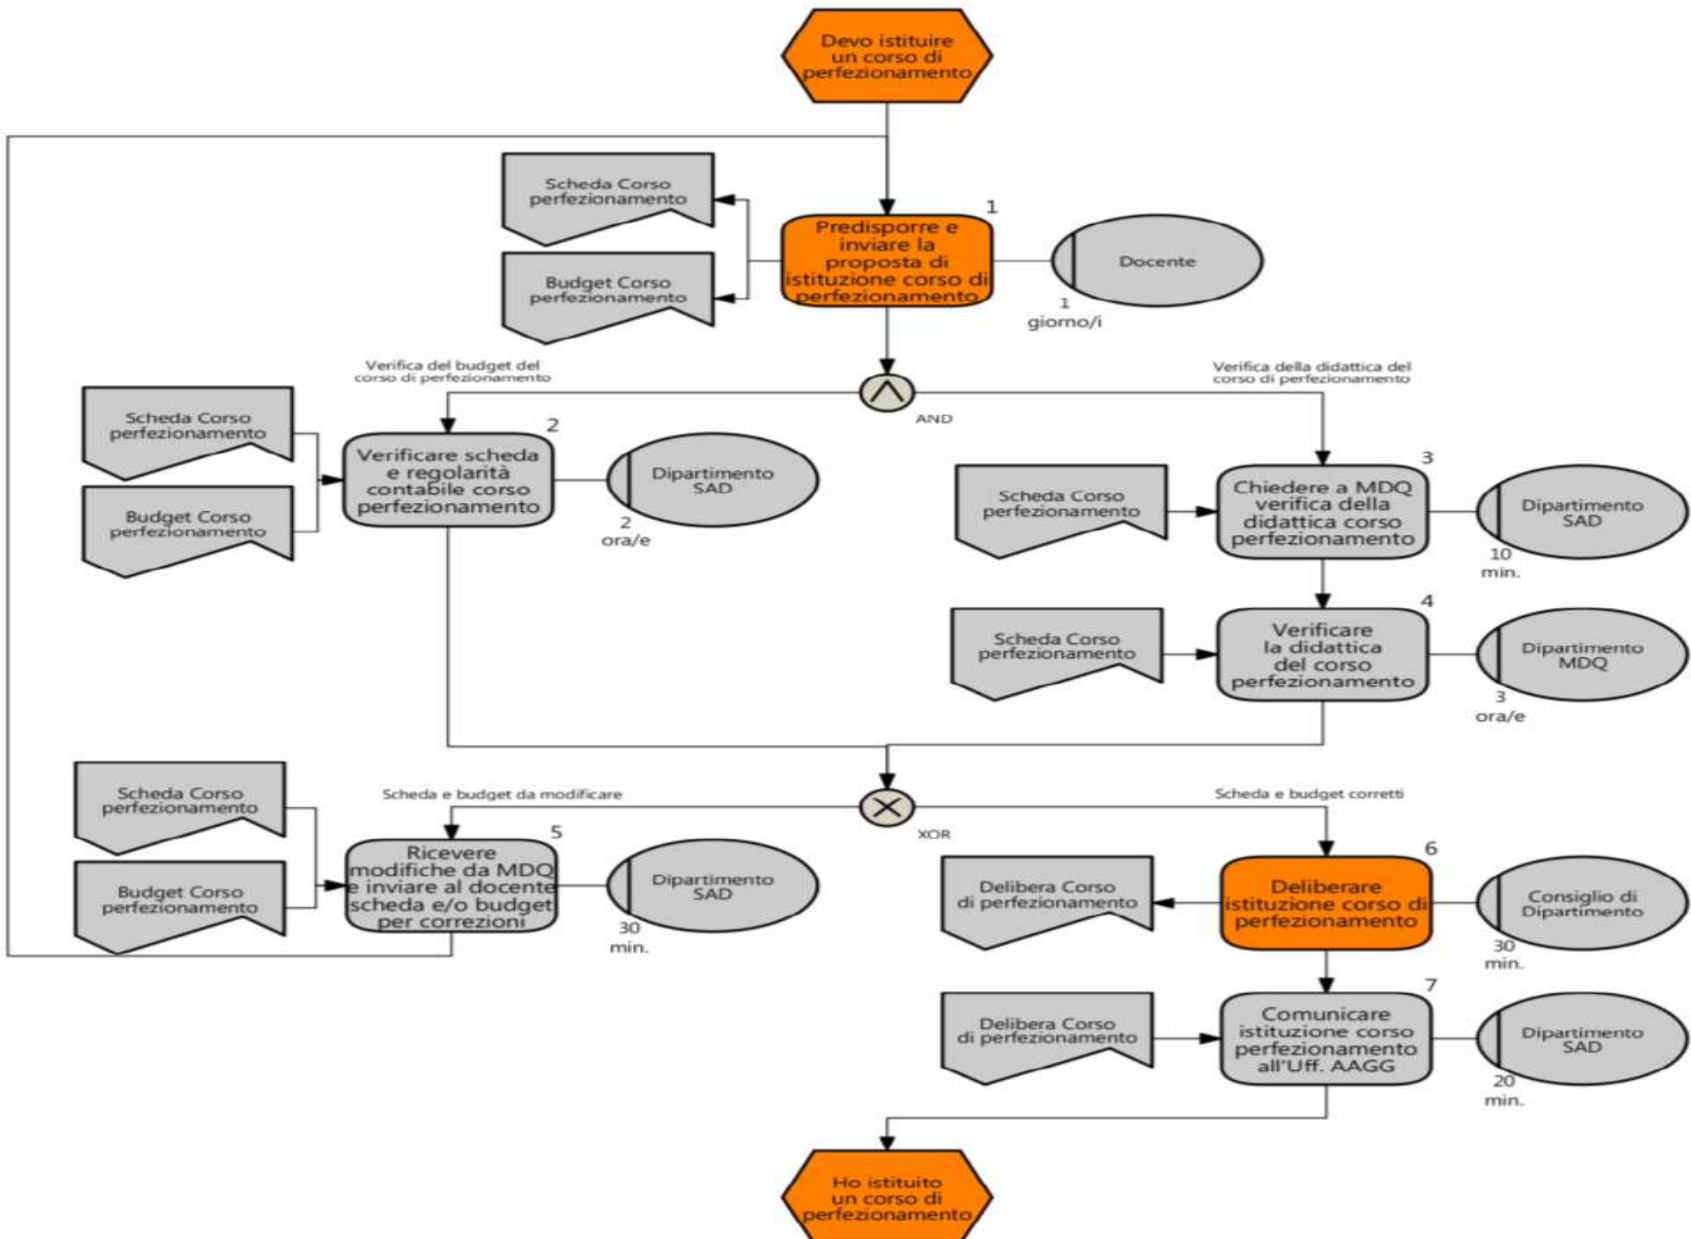 Devo istituire
un corso di
perfezionamento
Scheda Corso
perfezionamento
Budget Corso
perfezionamento
1
Predisporre e
inviare la
proposta di
istituzione corso di
perfezionamento
Docente
1
giorno/i
Verifica del budget del
corso di perfezionamento
AND
Verifica della didattica del
corso di perfezionamento
Scheda Corso
perfezionamento
Budget Corso
perfezionamento
2
Verificare scheda
e regolarità
contabile corso
perfezionamento
Dipartimento
SAD
2
ora/e
Scheda Corso
perfezionamento
3
Chiedere a MDQ
verifica della
didattica corso
perfezionamento
Dipartimento
SAD
10
min.
Scheda Corso
perfezionamento
4
Verificare
la didattica
del corso
perfezionamento
Dipartimento
MDQ
3
ora/e
Scheda e budget da modificare
XOR
Scheda e budget corretti
Scheda Corso
perfezionamento
Budget Corso
perfezionamento
5
Ricevere
modifiche da MDQ
e inviare al docente
scheda e/o budget
per correzioni
Dipartimento
SAD
30
min.
Delibera Corso
di perfezionamento
6
Deliberare
istituzione corso di
perfezionamento
Consiglio di
Dipartimento
30
min.
Delibera Corso
di perfezionamento
7
Comunicare
istituzione corso
perfezionamento
all'Uff. AAGG
Dipartimento
SAD
20
min.
Ho istituito
un corso di
perfezionamento